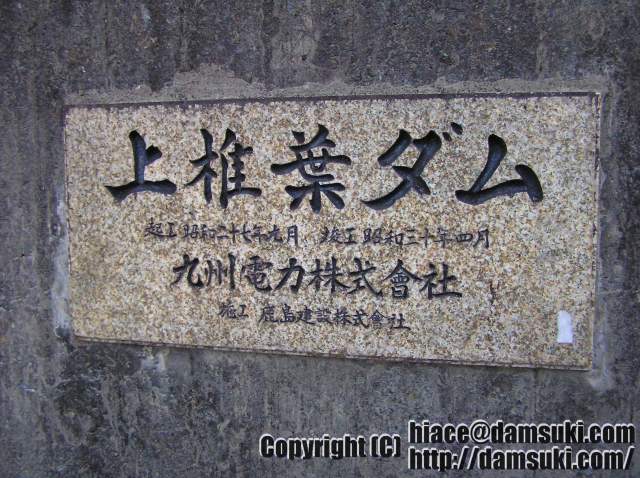 上椎葉ダム
起工 昭和二十七年九月 竣工 昭和三十年四月
九州電力株式會社
施工 鹿島建設株式會社
Copyright (C) hiace@damsuki.com
http://damsuki.com/